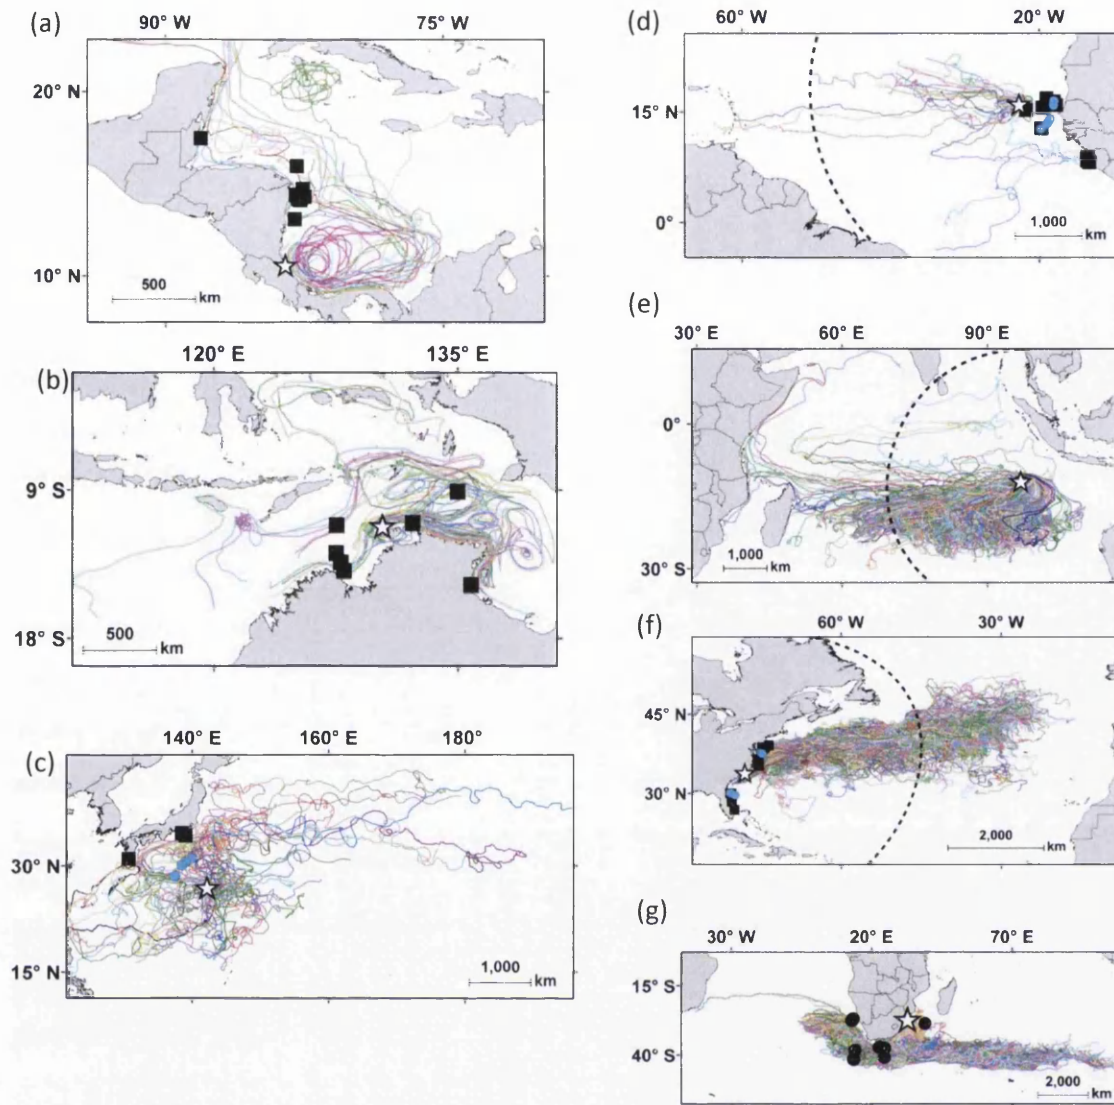 (a)
90° W
75° W
20° N
10° N
500
km
(b)
120° E
135° E
9° S
18° S
500
km
(c)
140° E
160° E
180°
30° N
15° N
1,000
km
(d)
60° W
20° W
15° N
0°
1,000
km
(e)
30° E
60° E
90° E
0°
30° S
1,000
km
(f)
60° W
30° W
45° N
30° N
2,000
km
(g)
30° W
20° E
70° E
15° S
40° S
2,000
km